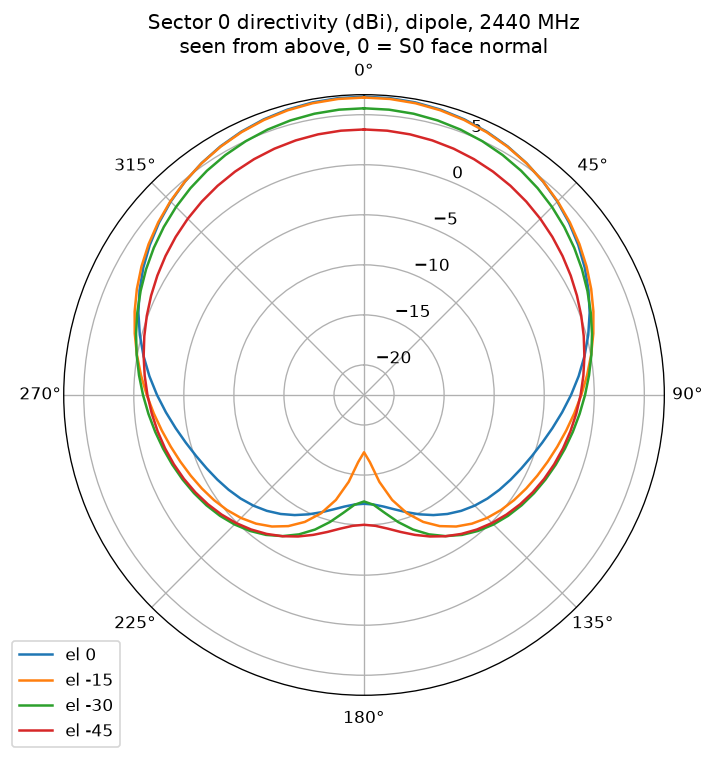 Sector 0 directivity (dBi), dipole, 2440 MHz
seen from above, 0 = S0 face normal
0°
5
315°
45°
0
−5
−10
−15
−20
270°
90°
225°
135°
180°
el 0
el -15
el -30
el -45